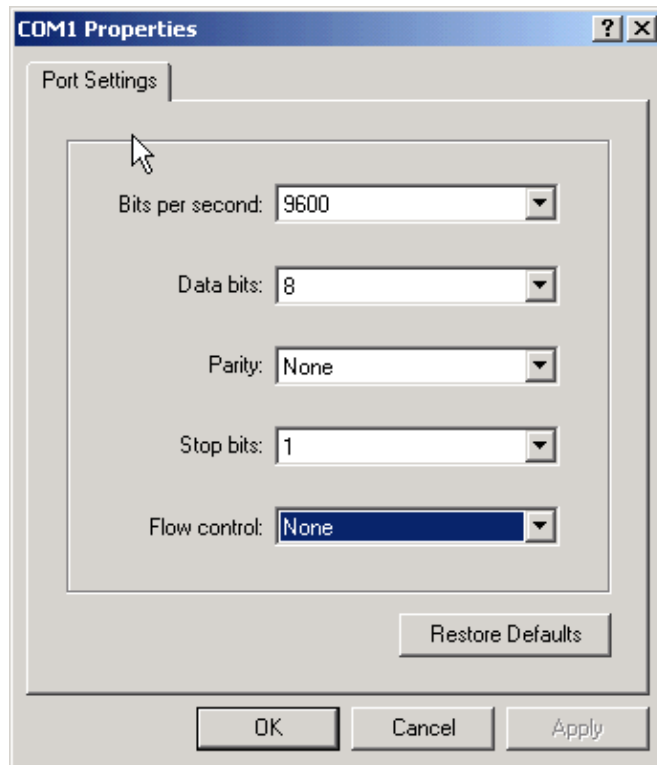 COM1 Properties
Port Settings
Bits per second: 9600
Data bits: 8
Parity: None
Stop bits: 1
Flow control: None
Restore Defaults
OK Cancel Apply